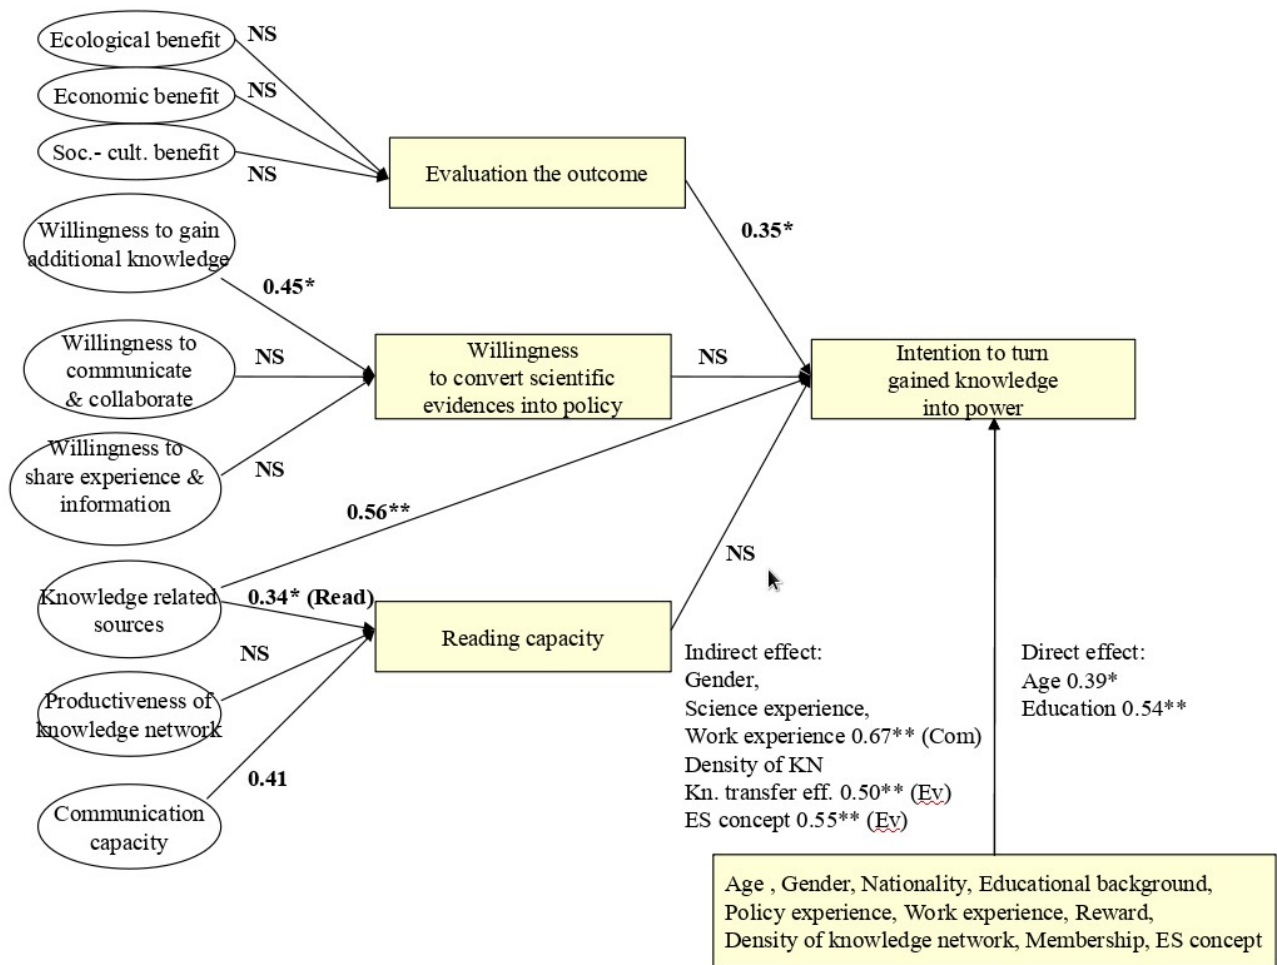 Ecological benefit
NS
Economic benefit
NS
Soc.- cult. benefit
NS
Evaluation the outcome
0.35*
Willingness to gain
additional knowledge
0.45*
Willingness to
communicate
& collaborate
NS
Willingness
to convert scientific
evidences into policy
NS
Intention to turn
gained knowledge
into power
Willingness to
share experience &
information
NS
0.56**
Knowledge related
sources
0.34* (Read)
NS
Reading capacity
NS
Productiveness of
knowledge network
0.41
Communication
capacity
Indirect effect:
Gender,
Science experience,
Work experience 0.67** (Com)
Density of KN
Kn. transfer eff. 0.50** (Ev)
ES concept 0.55** (Ev)
Direct effect:
Age 0.39*
Education 0.54**
Age , Gender, Nationality, Educational background,
Policy experience, Work experience, Reward,
Density of knowledge network, Membership, ES concept